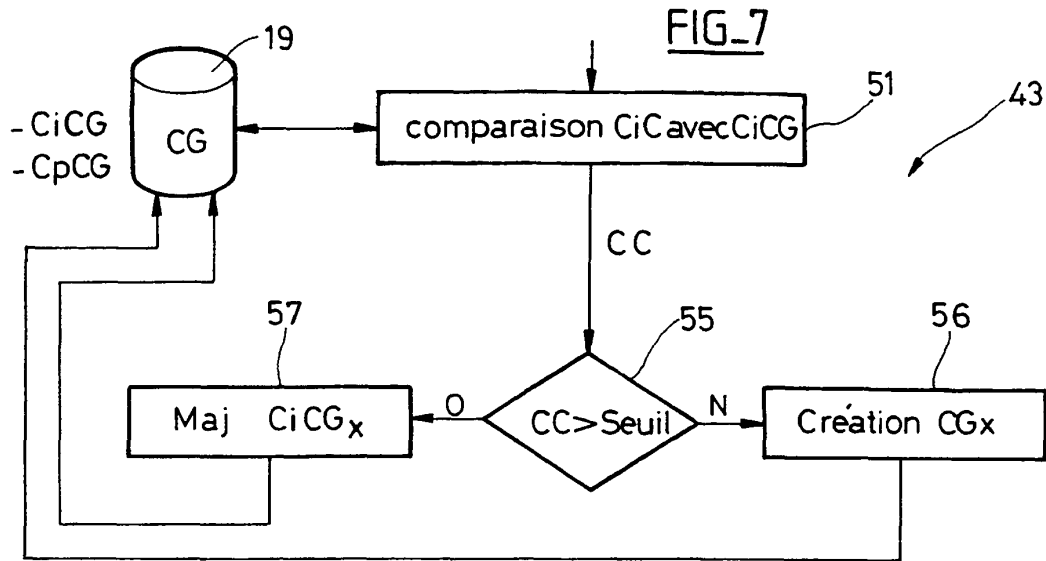 FIG_7
19
51
43
- CiCG
- CpCG
CG
comparaison CiC avec CiCG
CC
57
55
56
Maj CiCGx
O
CC>Seuil
N
Création CGx